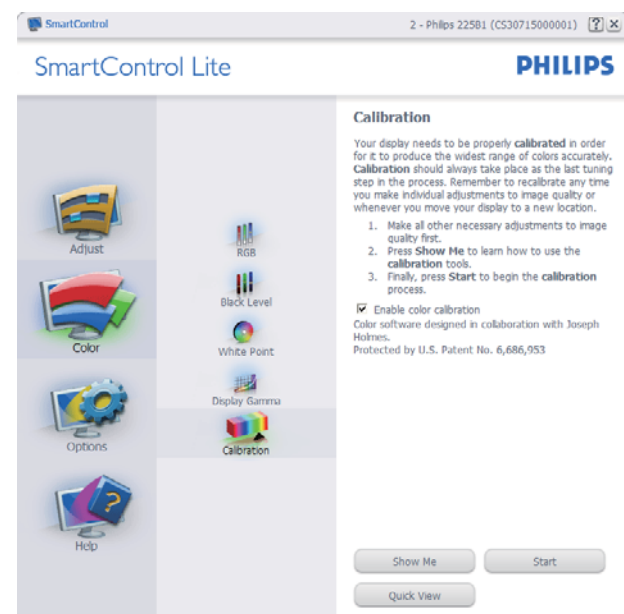 SmartControl
2 - Philips 225B1 (CS30715000001)
?
SmartControl Lite
PHILIPS
Adjust
Color
Options
Help
RGB
Black Level
White Point
Display Gamma
Calibration
Calibration
Your display needs to be properly calibrated in order
for it to produce the widest range of colors accurately.
Calibration should always take place as the last tuning
step in the process. Remember to recalibrate any time
you make individual adjustments to image quality or
whenever you move your display to a new location.
1. Make all other necessary adjustments to image
quality first.
2. Press Show Me to learn how to use the
calibration tools.
3. Finally, press Start to begin the calibration
process.
Enable color calibration
Color software designed in collaboration with Joseph
Holmes.
Protected by U.S. Patent No. 6,686,953
Show Me
Start
Quick View